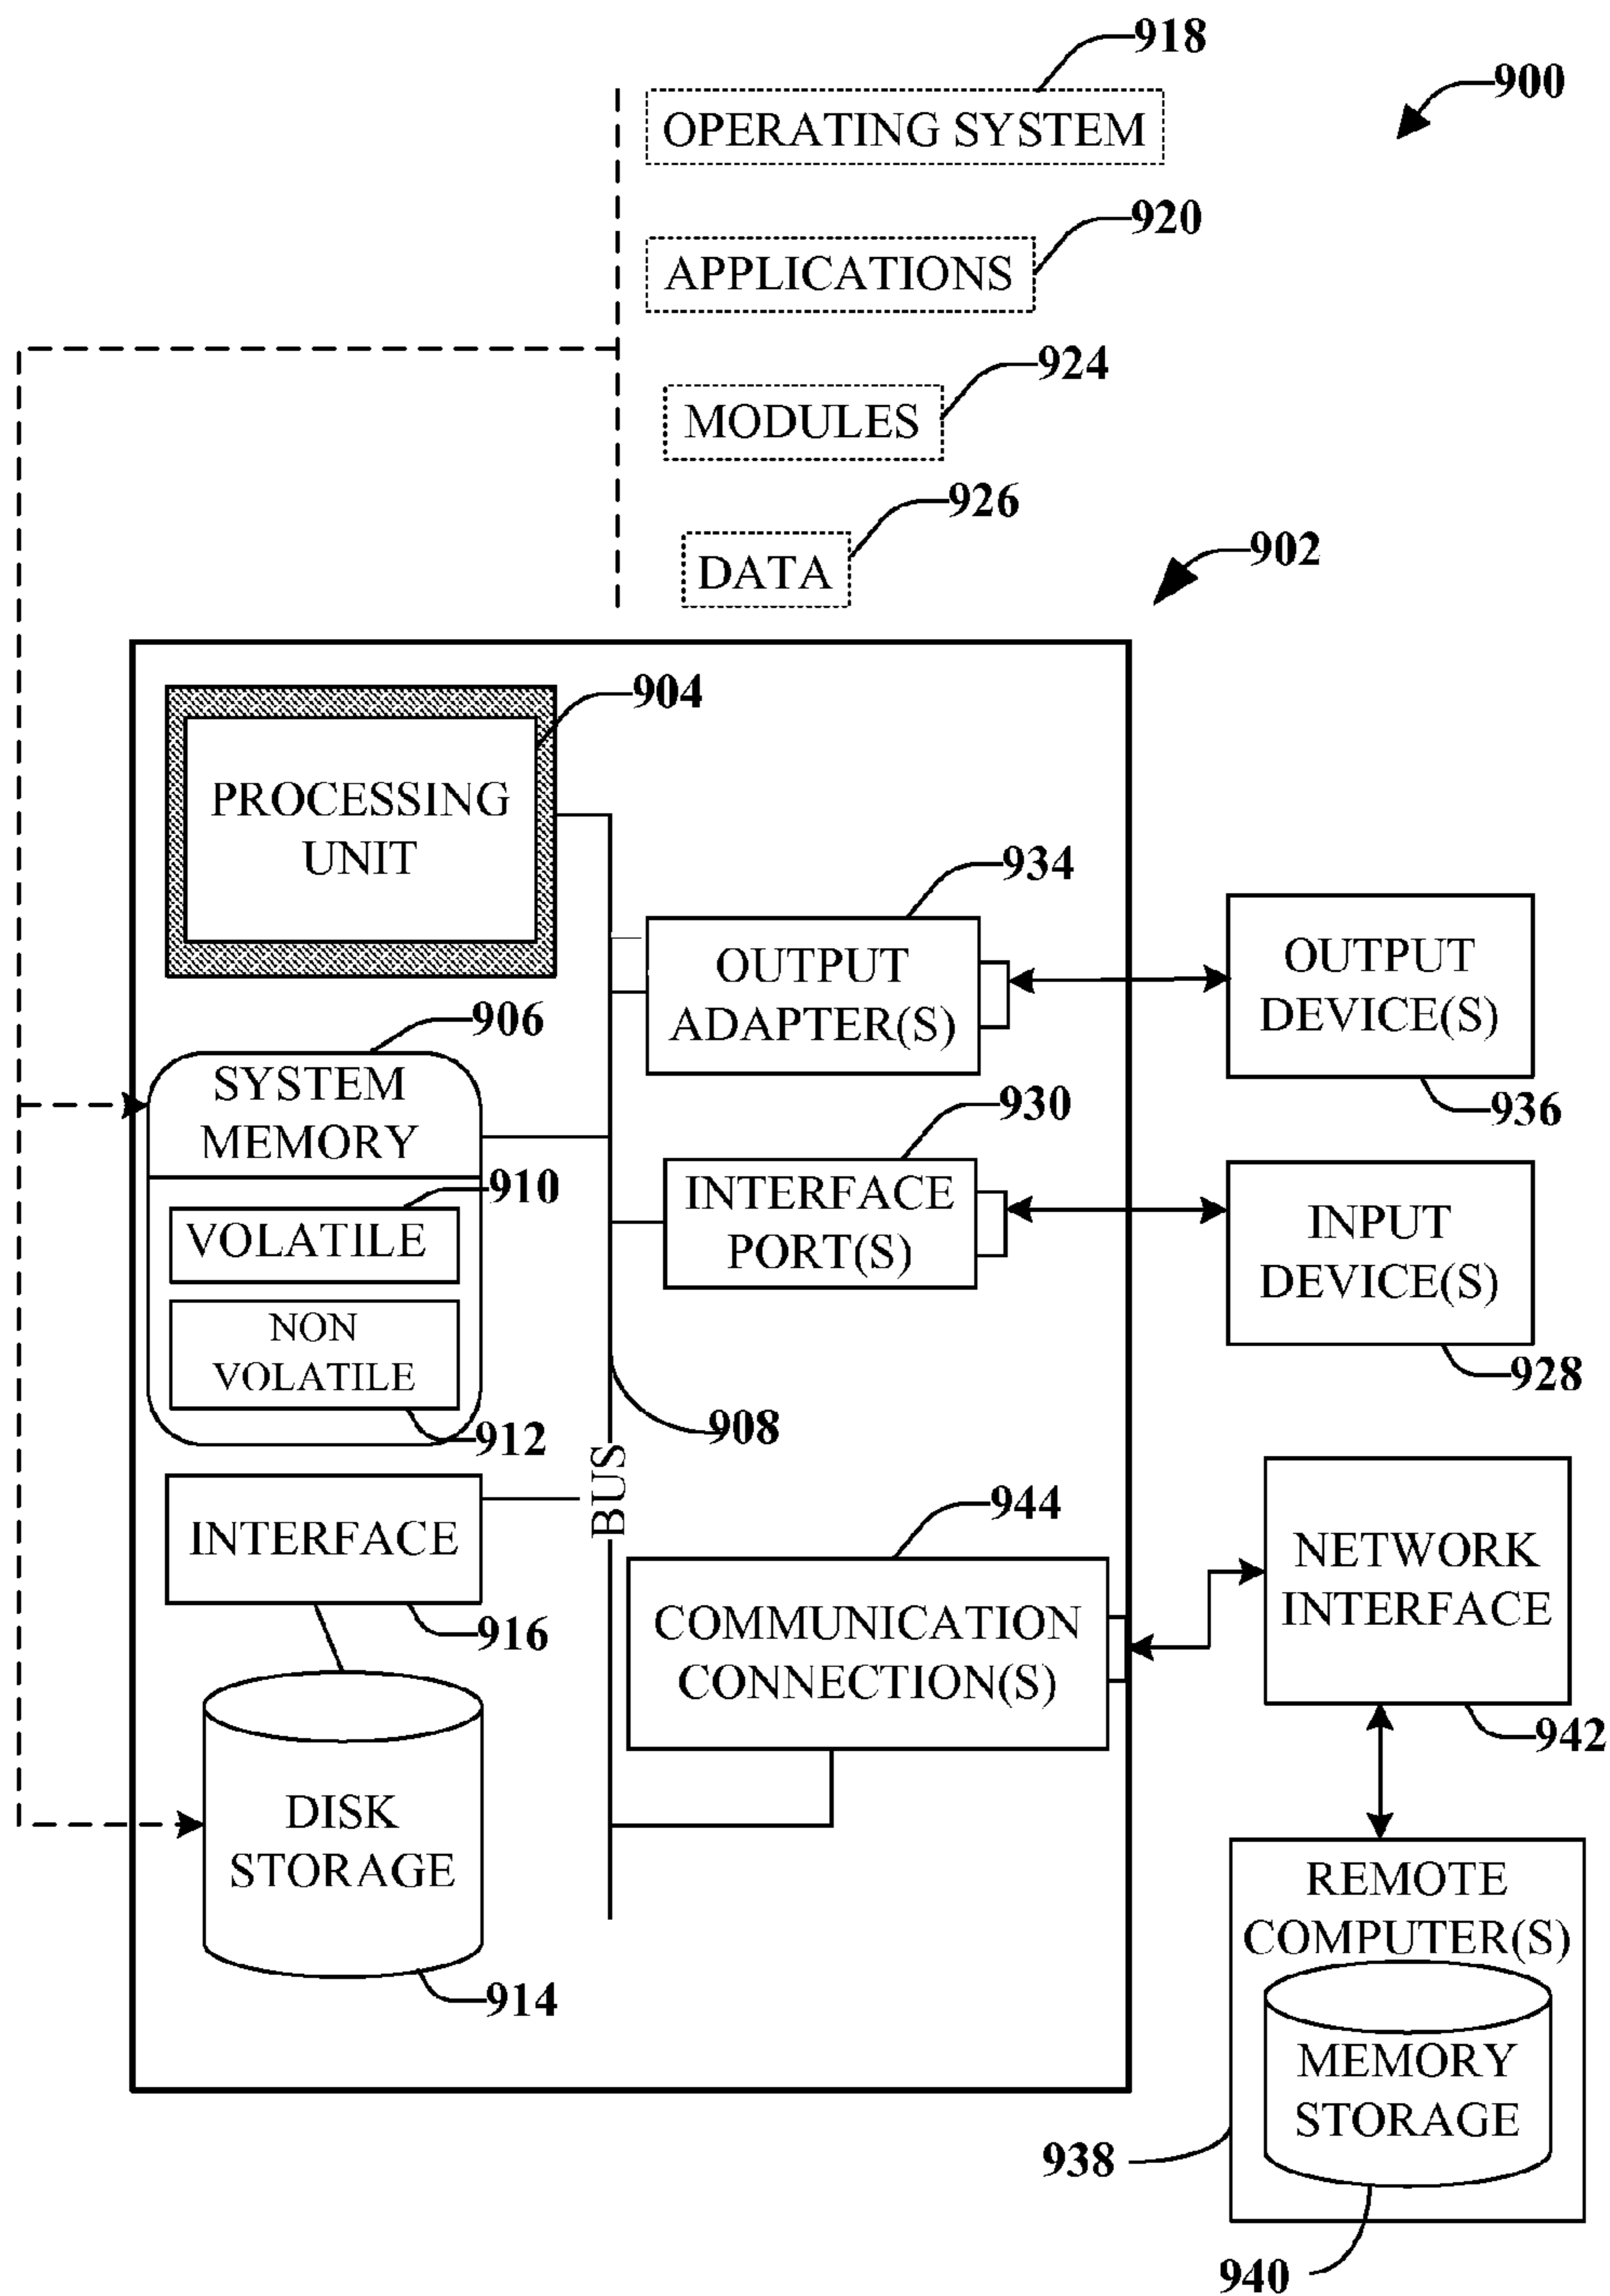 918
900
OPERATING SYSTEM
920
APPLICATIONS
924
MODULES
926
902
DATA
904
PROCESSING
UNIT
934
OUTPUT
ADAPTER(S)
OUTPUT
DEVICE(S)
936
906
SYSTEM
MEMORY
910
VOLATILE
NON
VOLATILE
912
930
INTERFACE
PORT(S)
INPUT
DEVICE(S)
928
908
BUS
INTERFACE
916
944
COMMUNICATION
CONNECTION(S)
NETWORK
INTERFACE
942
DISK
STORAGE
914
REMOTE
COMPUTER(S)
MEMORY
STORAGE
938
940